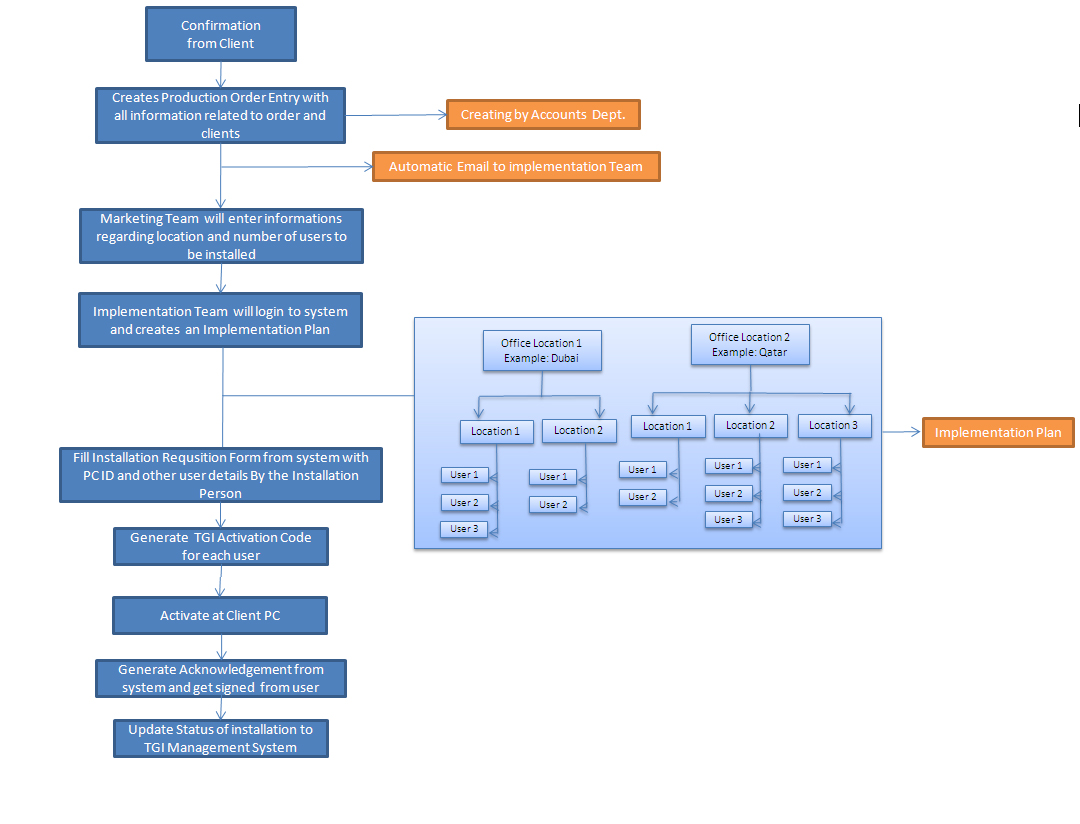 Confirmation
from Client
Creates Production Order Entry with
all information related to order and
clients
Creating by Accounts Dept.
Automatic Email to implementation Team
Marketing Team will enter informations
regarding location and number of users to
be installed
Implementation Team will login to system
and creates an Implementation Plan
Office Location 1
Example: Dubai
Office Location 2
Example: Qatar
Location 1
Location 2
Location 1
Location 2
Location 3
User 1
User 2
User 3
User 1
User 2
User 1
User 2
User 1
User 2
User 3
User 1
User 2
User 3
Implementation Plan
Fill Installation Requsition Form from system with
PC ID and other user details By the Installation
Person
Generate TGI Activation Code
for each user
Activate at Client PC
Generate Acknowledgement from
system and get signed from user
Update Status of installation to
TGI Management System